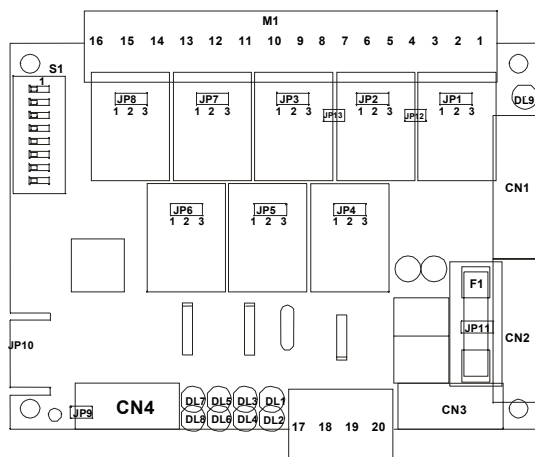 M1
16 15 14 13 12 11 10 9 8 7 6 5 4 3 2 1
S1
1
JP8 JP7 JP3 JP2 JP1
1 2 3 1 2 3 1 2 3 1 2 3 1 2 3
JP13 JP12
DL9
CN1
JP6 JP5 JP4
1 2 3 1 2 3 1 2 3
F1
JP11
CN2
JP10
JP9
CN4
DL7 DL5 DL3 DL1
DL8 DL6 DL4 DL2
17 18 19 20
CN3